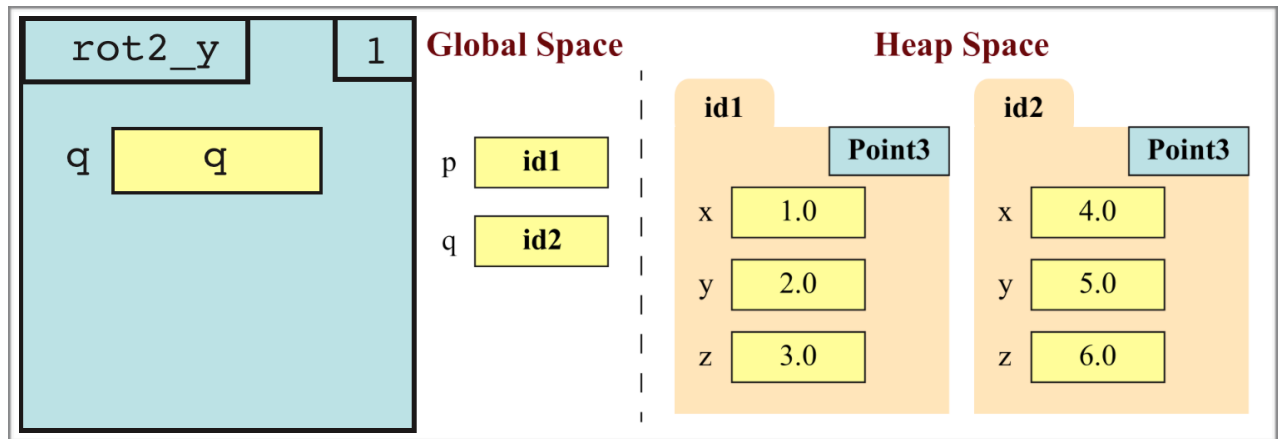 rot2_y 1
q q
Global Space
p id1
q id2
Heap Space
id1
Point3
x 1.0
y 2.0
z 3.0
id2
Point3
x 4.0
y 5.0
z 6.0